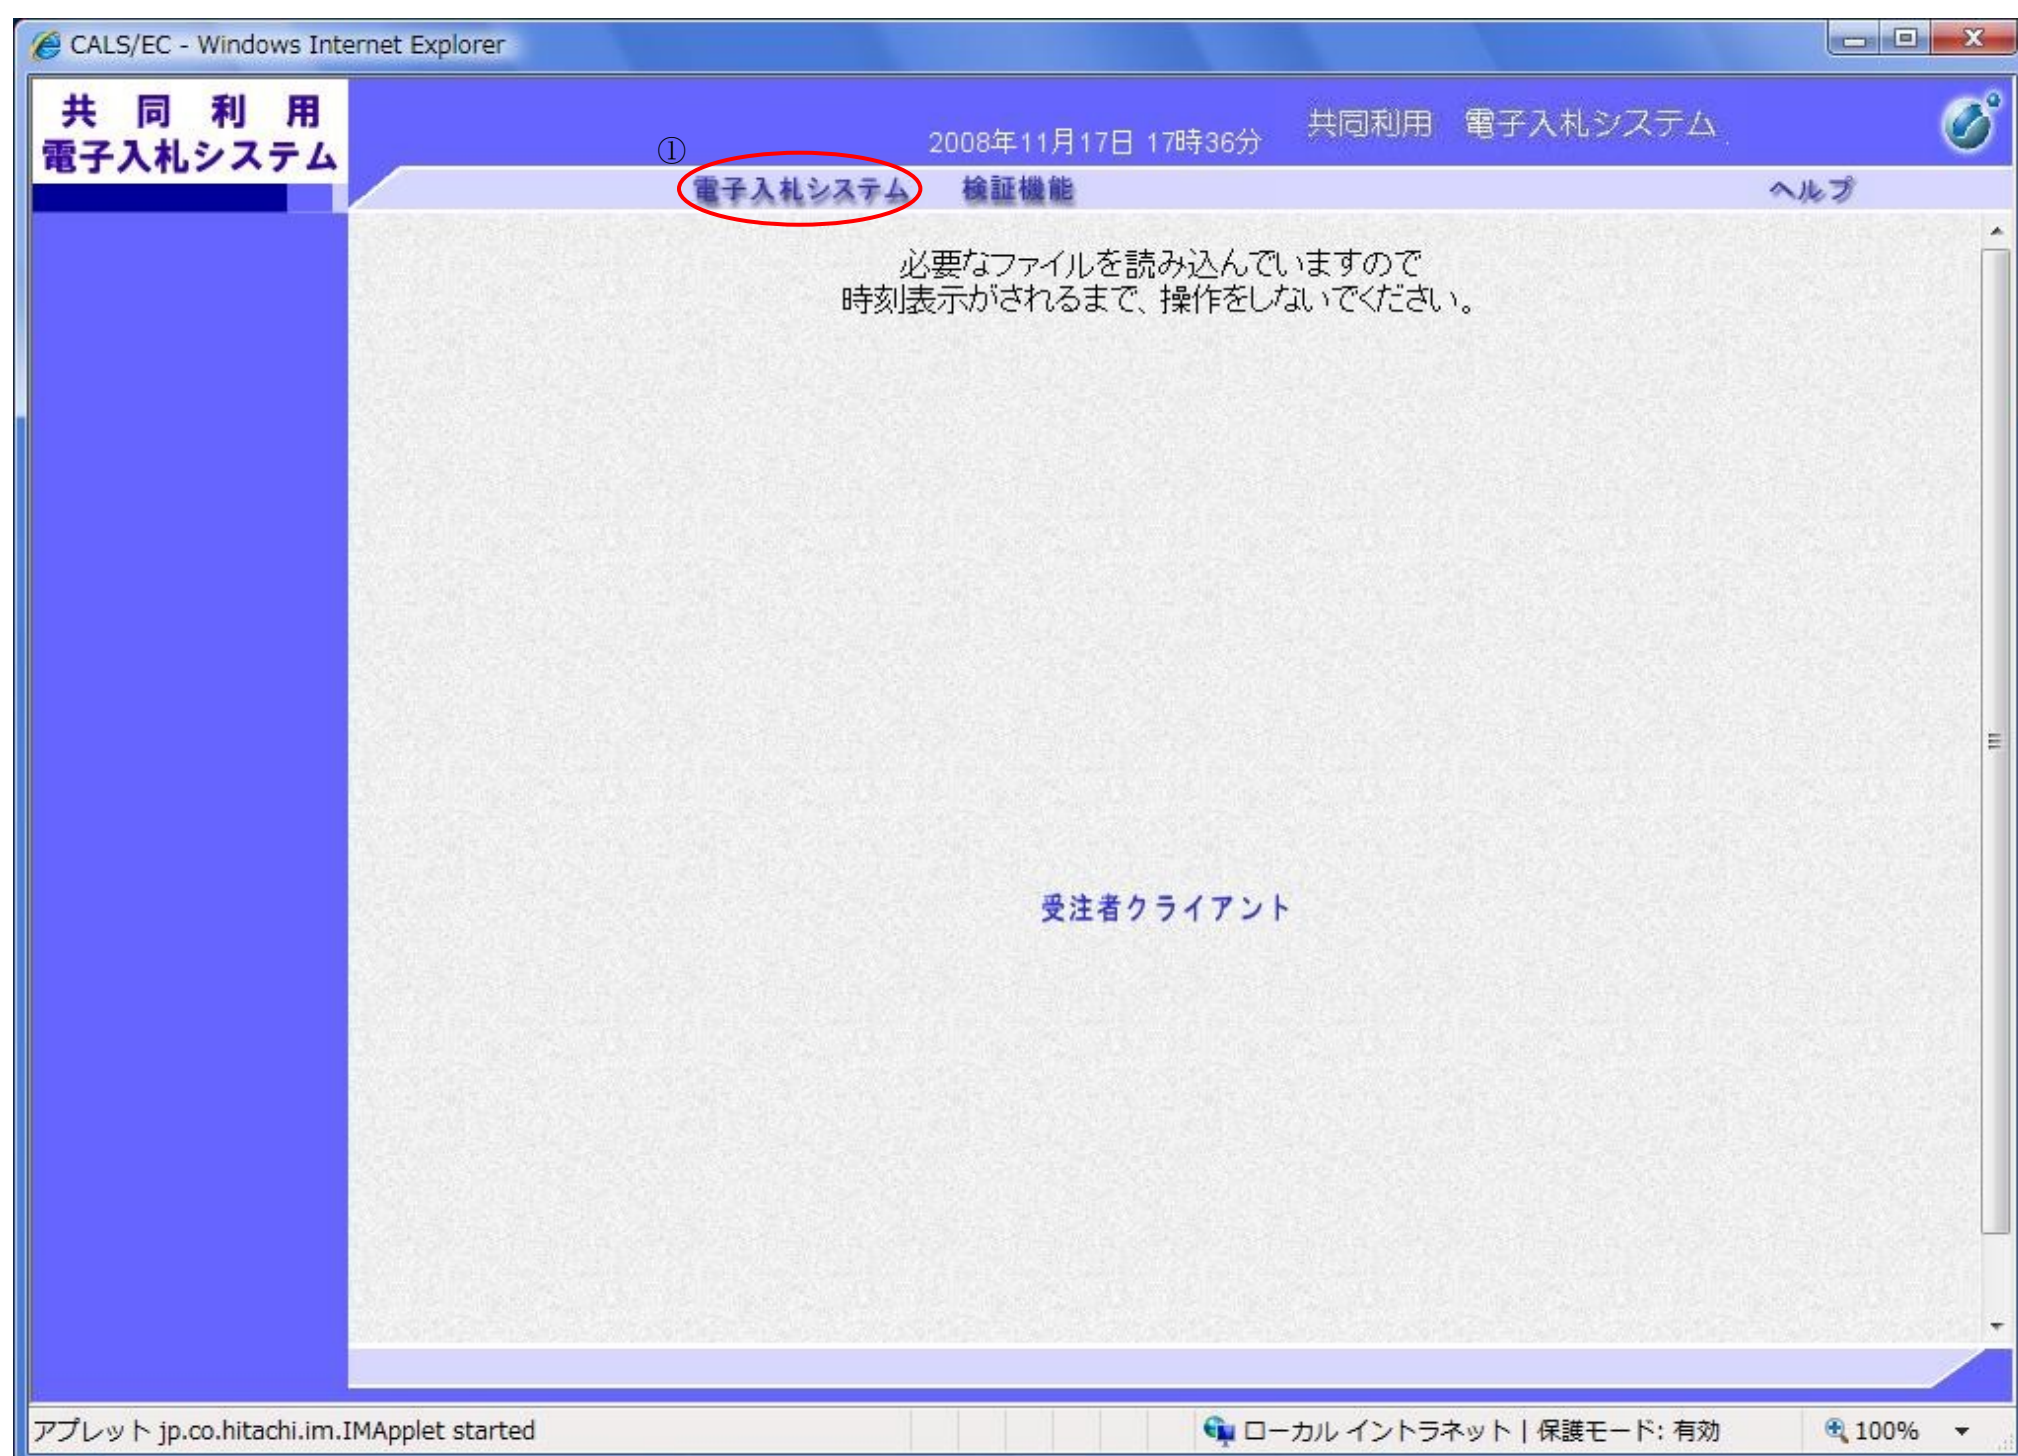 CALS/EC - Windows Internet Explorer
共同利用
電子入札システム
2008年11月17日 17時36分
共同利用 電子入札システム
①
電子入札システム 検証機能 ヘルプ
必要なファイルを読み込んでいますので
時刻表示がされるまで、操作をしないでください。
受注者クライアント
アプレット jp.co.hitachi.im.IMApplet started
ローカル イントラネット | 保護モード: 有効
100%